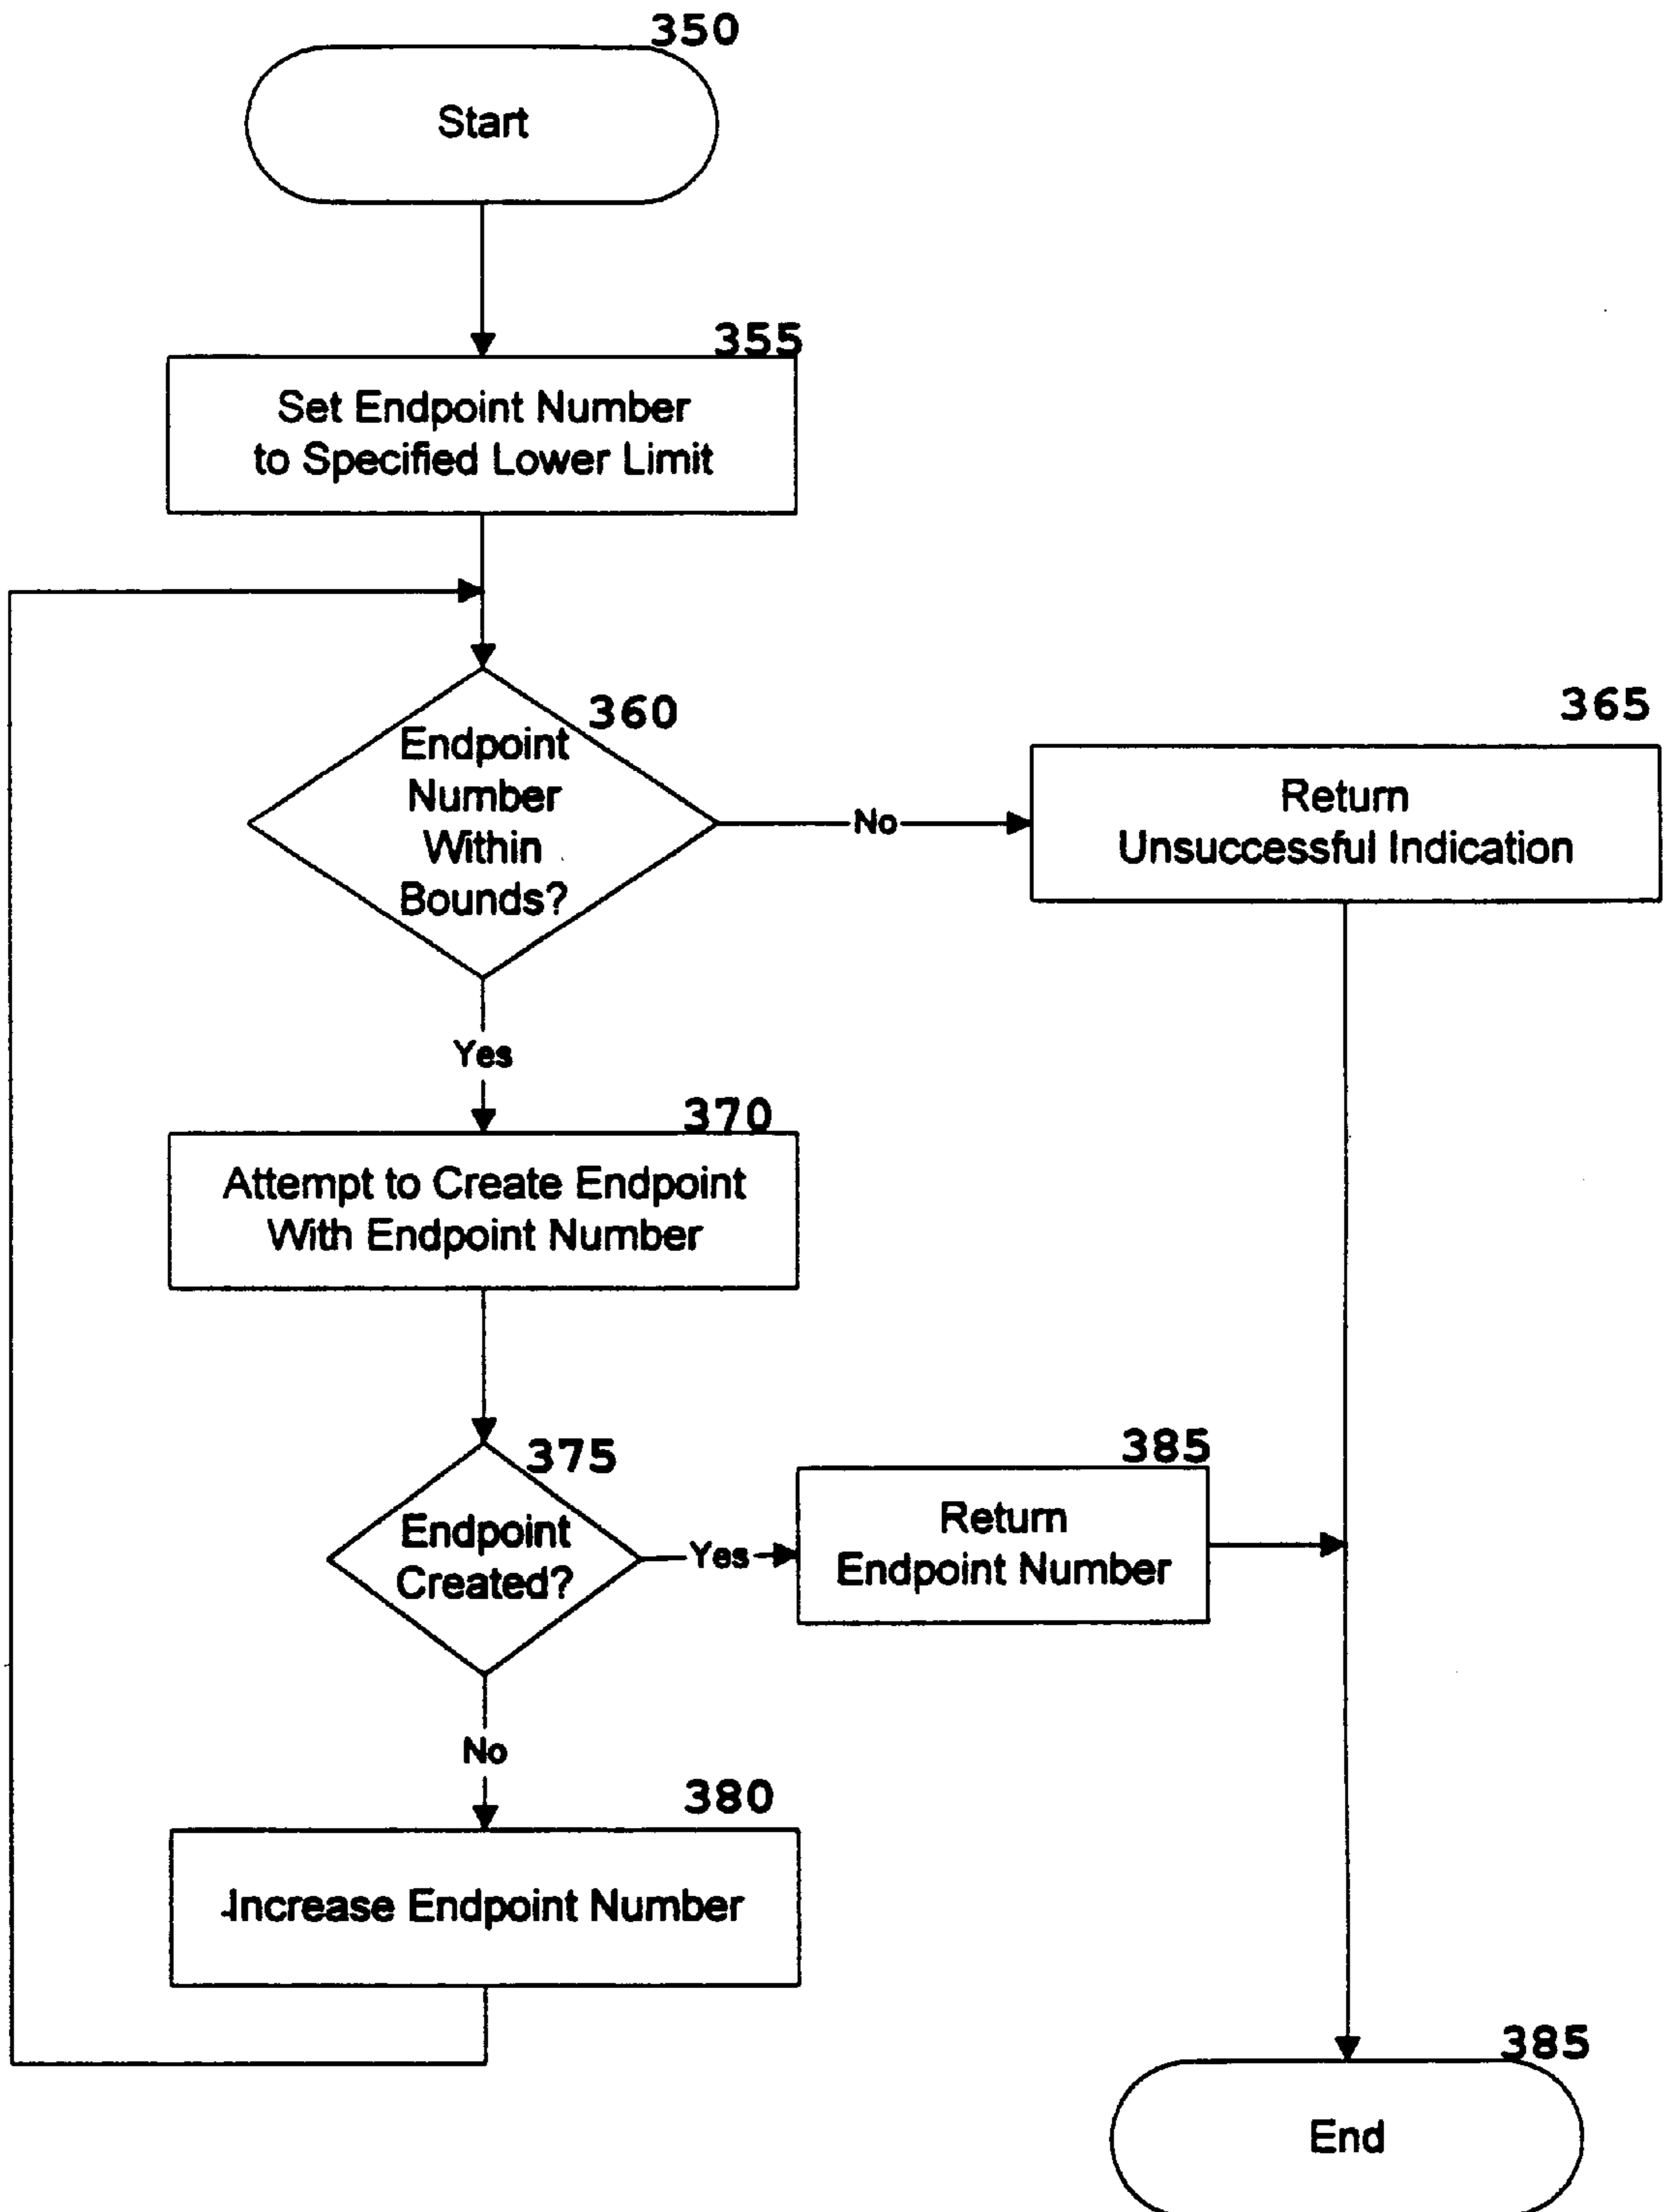 350
Start
355
Set Endpoint Number
to Specified Lower Limit
360
Endpoint
Number
Within
Bounds?
No
365
Return
Unsuccessful Indication
Yes
370
Attempt to Create Endpoint
With Endpoint Number
375
Endpoint
Created?
Yes
385
Return
Endpoint Number
No
380
Increase Endpoint Number
385
End